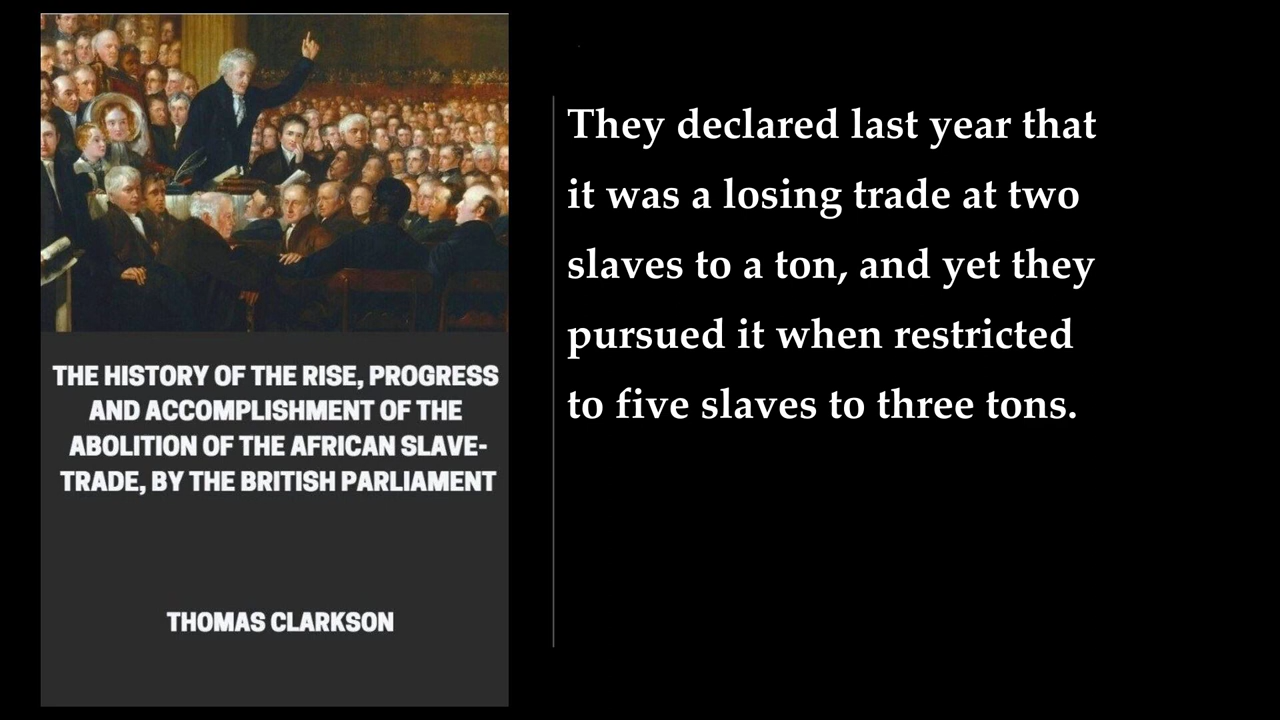 THE HISTORY OF THE RISE, PROGRESS
AND ACCOMPLISHMENT OF THE
ABOLITION OF THE AFRICAN SLAVE-
TRADE, BY THE BRITISH PARLIAMENT
THOMAS CLARKSON
They declared last year that
it was a losing trade at two
slaves to a ton, and yet they
pursued it when restricted
to five slaves to three tons.